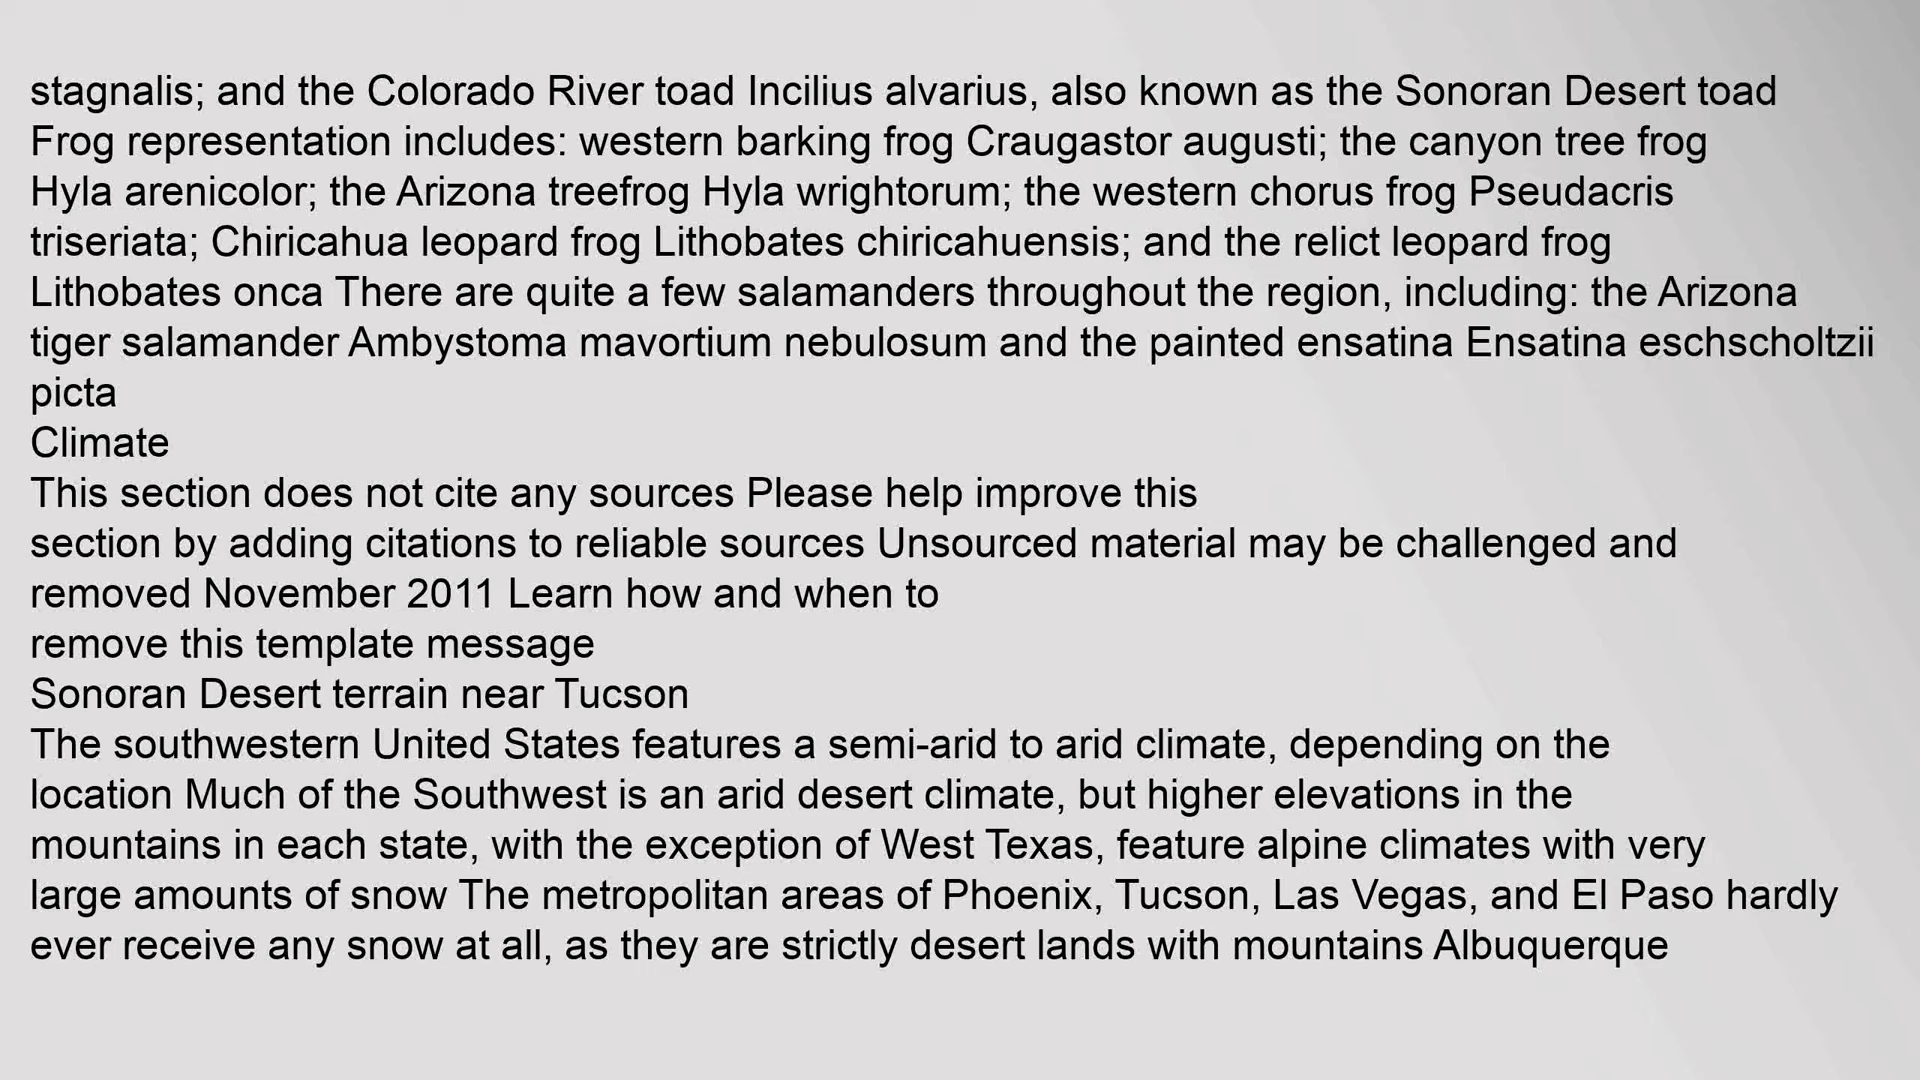 stagnalis; and the Colorado River toad Incilius alvarius, also known as the Sonoran Desert toad
Frog representation includes: western barking frog Craugastor augusti; the canyon tree frog
Hyla arenicolor; the Arizona treefrog Hyla wrightorum; the western chorus frog Pseudacris
triseriata; Chiricahua leopard frog Lithobates chiricahuensis; and the relict leopard frog
Lithobates onca There are quite a few salamanders throughout the region, including: the Arizona
tiger salamander Ambystoma mavortium nebulosum and the painted ensatina Ensatina eschscholtzii
picta
Climate
This section does not cite any sources Please help improve this
section by adding citations to reliable sources Unsourced material may be challenged and
removed November 2011 Learn how and when to
remove this template message
Sonoran Desert terrain near Tucson
The southwestern United States features a semi-arid to arid climate, depending on the
location Much of the Southwest is an arid desert climate, but higher elevations in the
mountains in each state, with the exception of West Texas, feature alpine climates with very
large amounts of snow The metropolitan areas of Phoenix, Tucson, Las Vegas, and El Paso hardly
ever receive any snow at all, as they are strictly desert lands with mountains Albuquerque